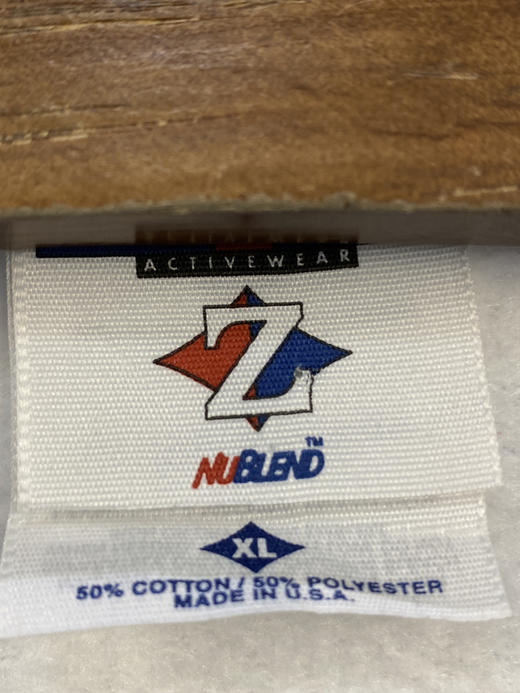 ACTIVEWEAR
Z
NUBLEND™
XL
50% COTTON / 50% POLYESTER
MADE IN U.S.A.